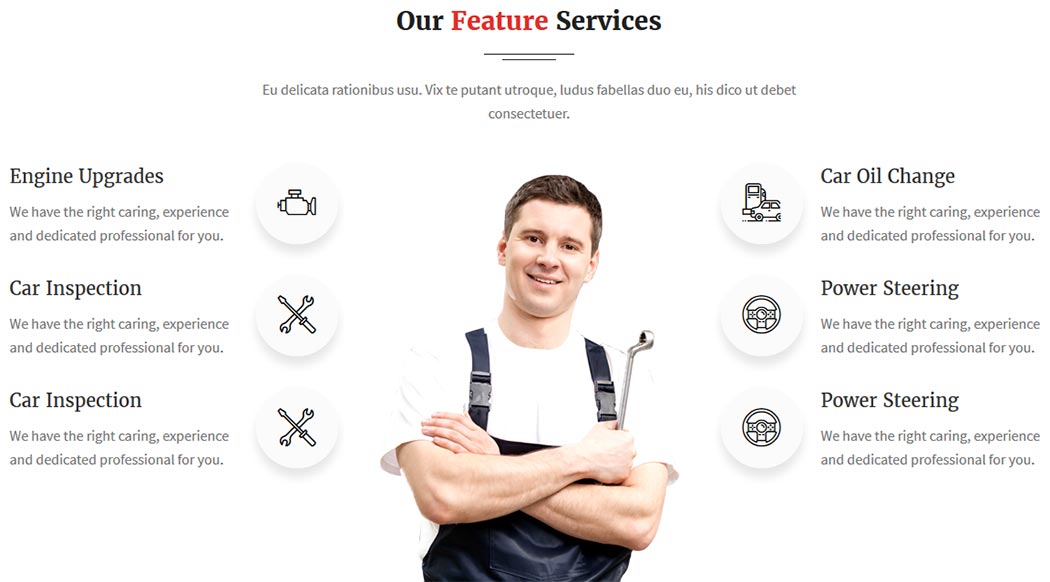 Our Feature Services
Eu delicata rationibus usu. Vix te putant utroque, ludus fabellas duo eu, his dico ut debet
consectetuer.
Engine Upgrades
We have the right caring, experience
and dedicated professional for you.
Car Inspection
We have the right caring, experience
and dedicated professional for you.
Car Inspection
We have the right caring, experience
and dedicated professional for you.
Car Oil Change
We have the right caring, experience
and dedicated professional for you.
Power Steering
We have the right caring, experience
and dedicated professional for you.
Power Steering
We have the right caring, experience
and dedicated professional for you.